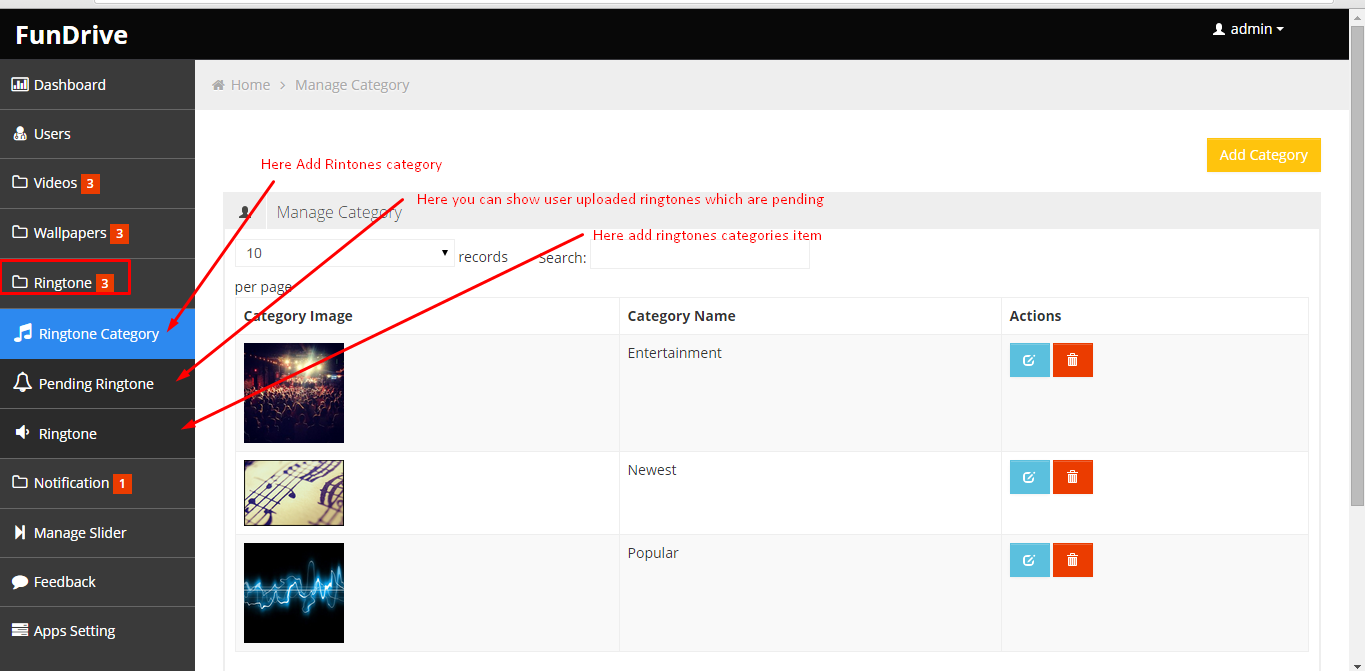 FunDrive
admin
Dashboard
Users
Videos 3
Wallpapers 3
Ringtone 3
Ringtone Category
Pending Ringtone
Ringtone
Notification 1
Manage Slider
Feedback
Apps Setting
Home > Manage Category
Add Category
Here Add Rintones category
Here you can show user uploaded ringtones which are pending
Manage Category
Here add ringtones categories item
10 records
per page
Search:
Category Image Category Name Actions
Entertainment
Newest
Popular